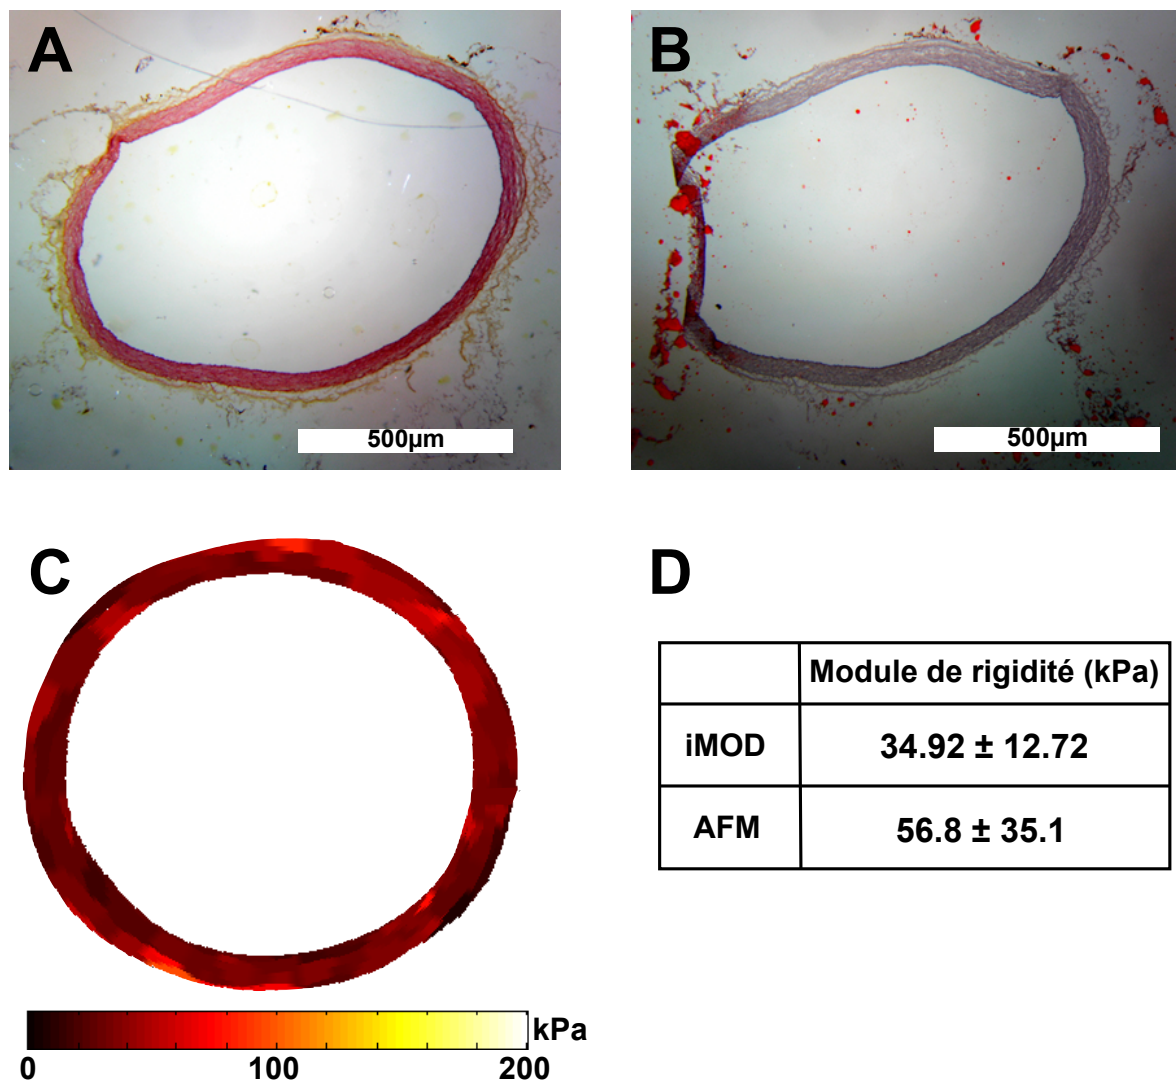 A
B
500µm
500µm
C
D
Module de rigidité (kPa)
iMOD
34.92 ± 12.72
AFM
56.8 ± 35.1
kPa
0
100
200